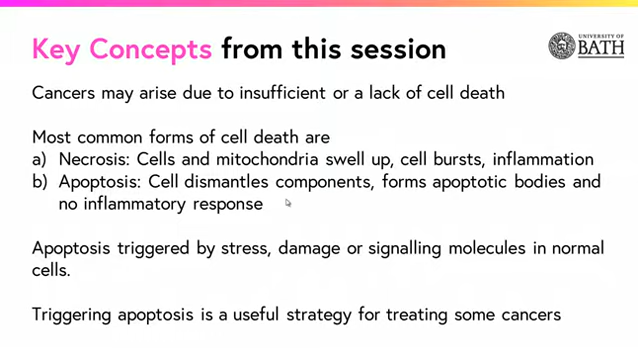 Key Concepts from this session
UNIVERSITY OF
BATH
Cancers may arise due to insufficient or a lack of cell death
Most common forms of cell death are
a) Necrosis: Cells and mitochondria swell up, cell bursts, inflammation
b) Apoptosis: Cell dismantles components, forms apoptotic bodies and
no inflammatory response
Apoptosis triggered by stress, damage or signalling molecules in normal
cells.
Triggering apoptosis is a useful strategy for treating some cancers